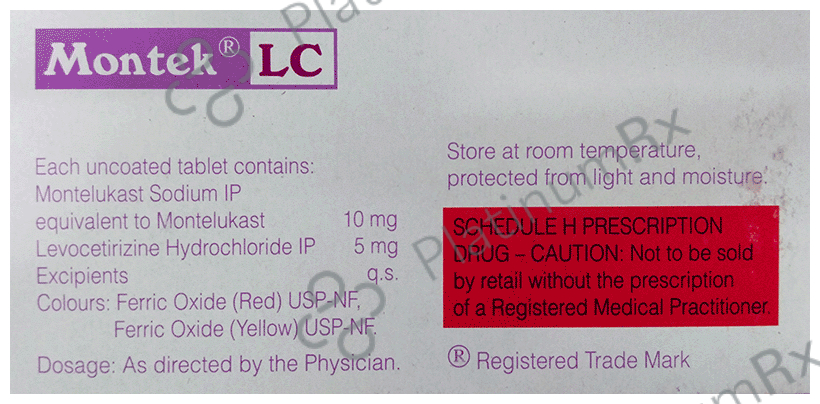 Montek® LC
Each uncoated tablet contains:
Montelukast Sodium IP
equivalent to Montelukast 10 mg
Levocetirizine Hydrochloride IP 5 mg
Excipients q.s.
Colours: Ferric Oxide (Red) USP-NF,
Ferric Oxide (Yellow) USP-NF.
Dosage: As directed by the Physician.
Store at room temperature,
protected from light and moisture.
SCHEDULE H PRESCRIPTION
DRUG – CAUTION: Not to be sold
by retail without the prescription
of a Registered Medical Practitioner.
® Registered Trade Mark
PlatinumRx
PlatinumRx